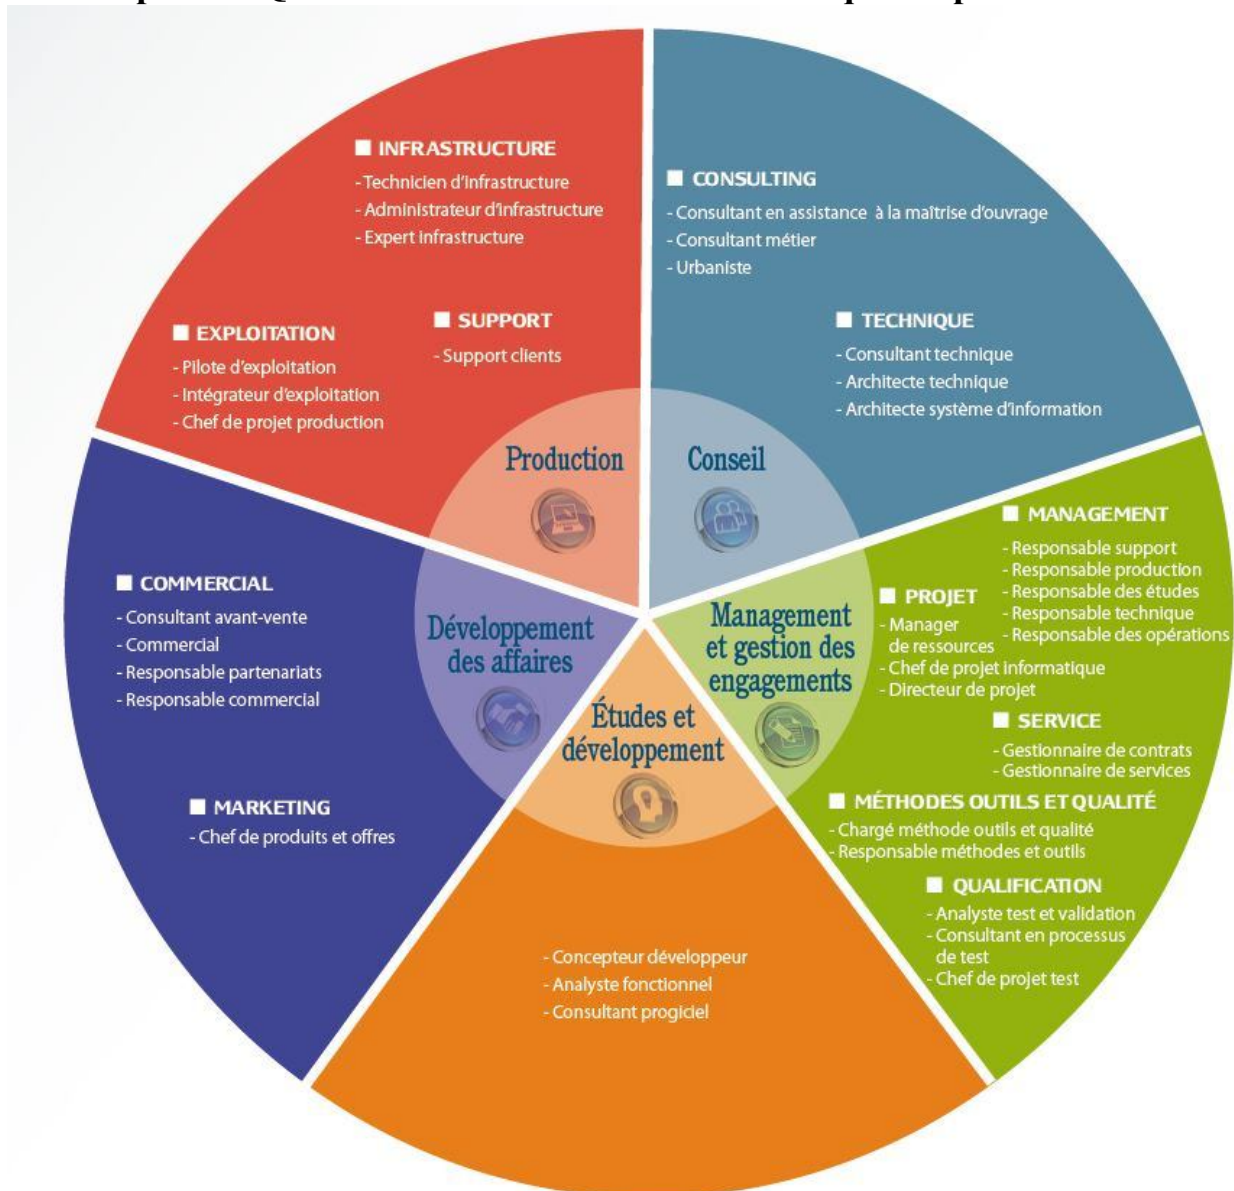 ■ INFRASTRUCTURE
- Technicien d'infrastructure
- Administrateur d'infrastructure
- Expert infrastructure
■ SUPPORT
- Support clients
■ EXPLOITATION
- Pilote d'exploitation
- Intégrateur d'exploitation
- Chef de projet production
Production
■ CONSULTING
- Consultant en assistance à la maîtrise d'ouvrage
- Consultant métier
- Urbaniste
■ TECHNIQUE
- Consultant technique
- Architecte technique
- Architecte système d'information
Conseil
■ MANAGEMENT
- Responsable support
- Responsable production
- Responsable des études
- Responsable technique
- Responsable des opérations
■ PROJET
- Manager
de ressources
- Chef de projet informatique
- Directeur de projet
■ SERVICE
- Gestionnaire de contrats
- Gestionnaire de services
■ MÉTHODES OUTILS ET QUALITÉ
- Chargé méthode outils et qualité
- Responsable méthodes et outils
■ QUALIFICATION
- Analyste test et validation
- Consultant en processus
de test
- Chef de projet test
Management
et gestion des
engagements
■ COMMERCIAL
- Consultant avant-vente
- Commercial
- Responsable partenariats
- Responsable commercial
■ MARKETING
- Chef de produits et offres
Développement
des affaires
Études et
développement
- Concepteur développeur
- Analyste fonctionnel
- Consultant progiciel